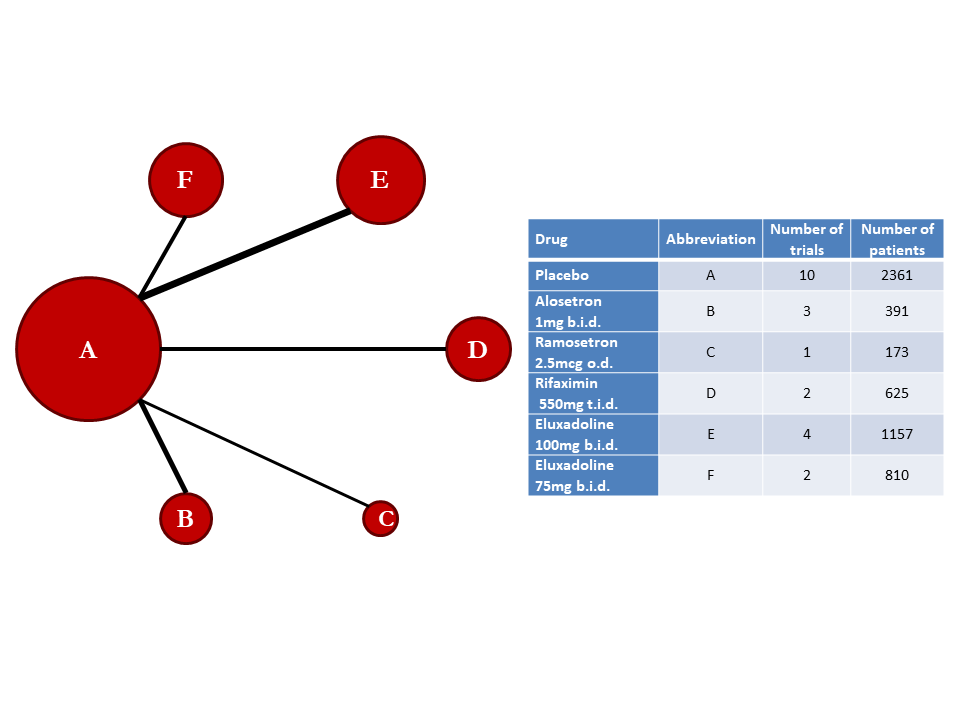 F
E
A
D
B
C
Drug Abbreviation Number of trials Number of patients
Placebo A 10 2361
Alosetron
1mg b.i.d. B 3 391
Ramosetron
2.5mcg o.d. C 1 173
Rifaximin
550mg t.i.d. D 2 625
Eluxadoline
100mg b.i.d. E 4 1157
Eluxadoline
75mg b.i.d. F 2 810